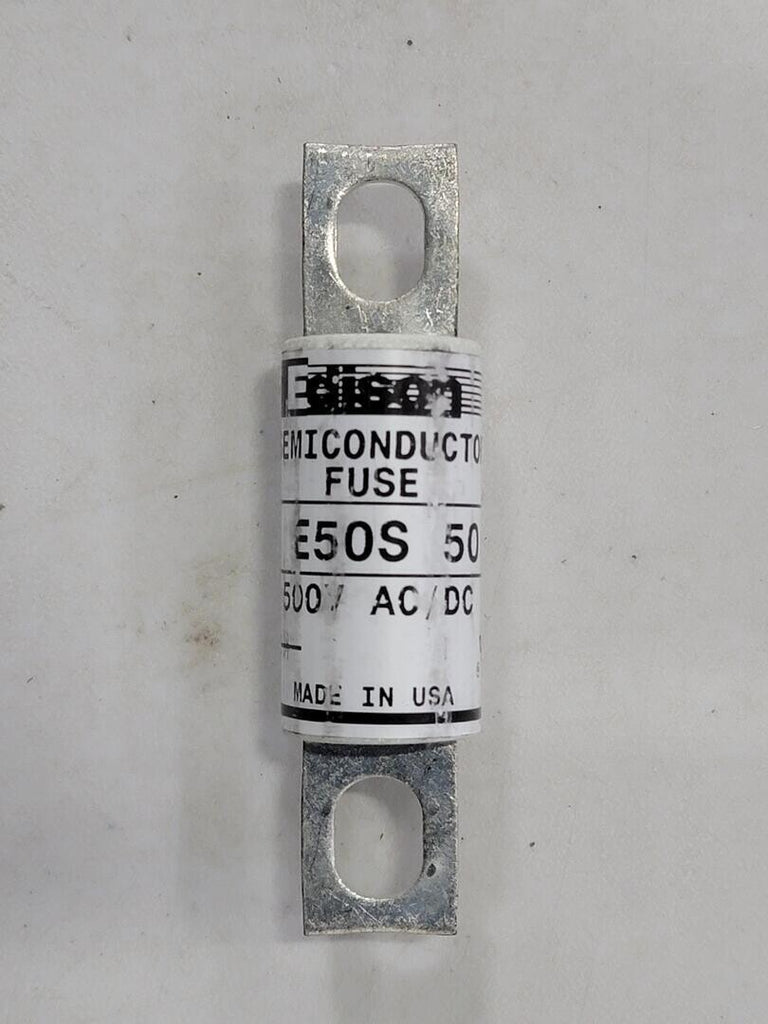 Edison
EMICONDUCTO
FUSE
E50S 50
500V AC/DC
MADE IN USA